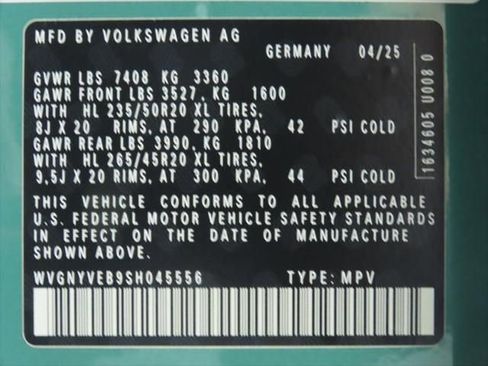 MFD BY VOLKSWAGEN AG
GERMANY 04/25
GVWR LBS 7408 KG 3360
GAWR FRONT LBS 3527, KG 1600
WITH HL 235/50R20 XL TIRES,
8J X 20 RIMS, AT 290 KPA, 42 PSI COLD
GAWR REAR LBS 3990, KG 1810
WITH HL 265/45R20 XL TIRES,
9,5J X 20 RIMS, AT 300 KPA, 44 PSI COLD
THIS VEHICLE CONFORMS TO ALL APPLICABLE
U.S. FEDERAL MOTOR VEHICLE SAFETY STANDARDS
IN EFFECT ON THE DATE OF MANUFACTURE
SHOWN ABOVE.
WVGNYVEB9SH045556 TYPE: MPV
1634605 U008 0